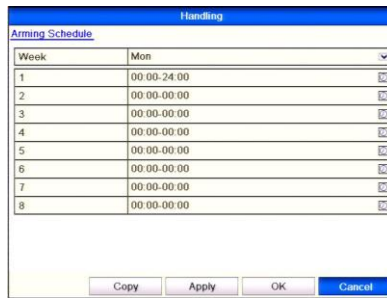 Handling
Arming Schedule
Week Mon
1 00:00-24:00
2 00:00-00:00
3 00:00-00:00
4 00:00-00:00
5 00:00-00:00
6 00:00-00:00
7 00:00-00:00
8 00:00-00:00
Copy Apply OK Cancel